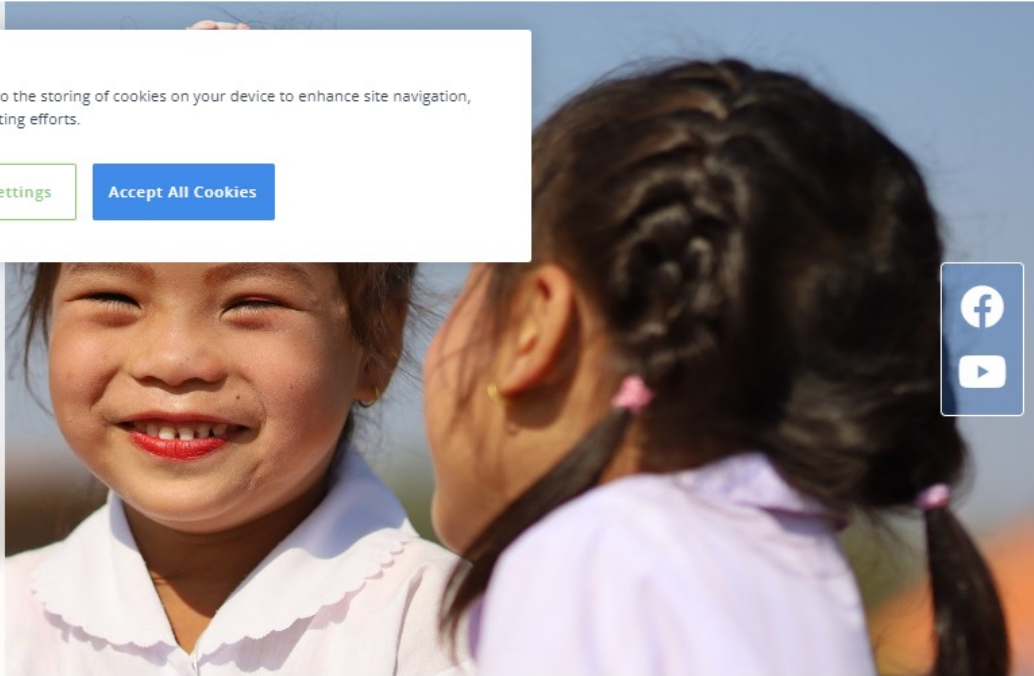 o the storing of cookies on your device to enhance site navigation,
ting efforts.
ettings
Accept All Cookies